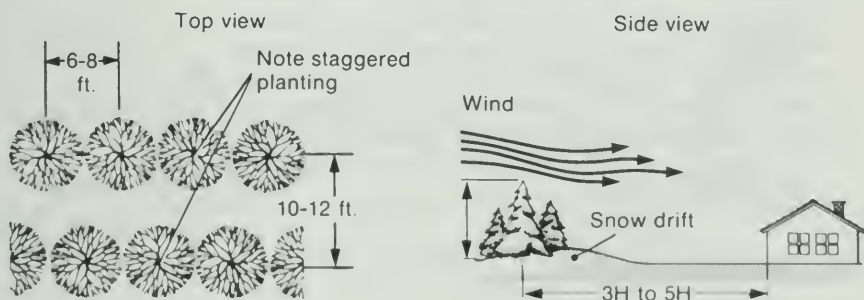 Top view
6-8
ft.
Note staggered
planting
10-12 ft.
Side view
Wind
Snow drift
3H to 5H